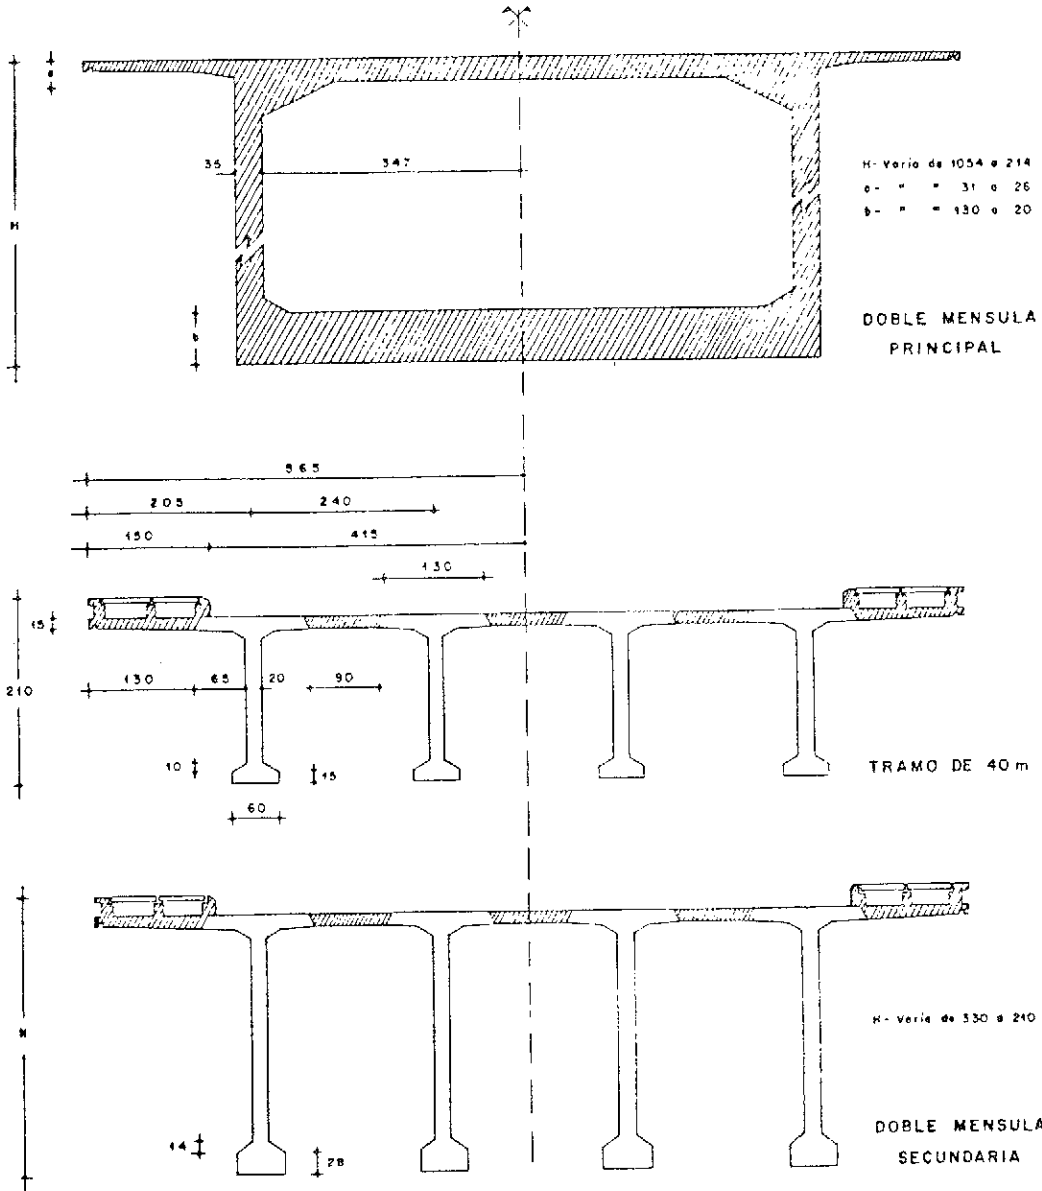 a
35
347
H- Varia de 1054 a 214
a- " " 31 a 26
b- " " 130 a 20
H
b
DOBLE MENSULA
PRINCIPAL
565
205
240
150
415
130
15
210
130
65
20
90
10
15
TRAMO DE 40 m
60
H
H- Varia de 330 a 210
14
28
DOBLE MENSULA
SECUNDARIA